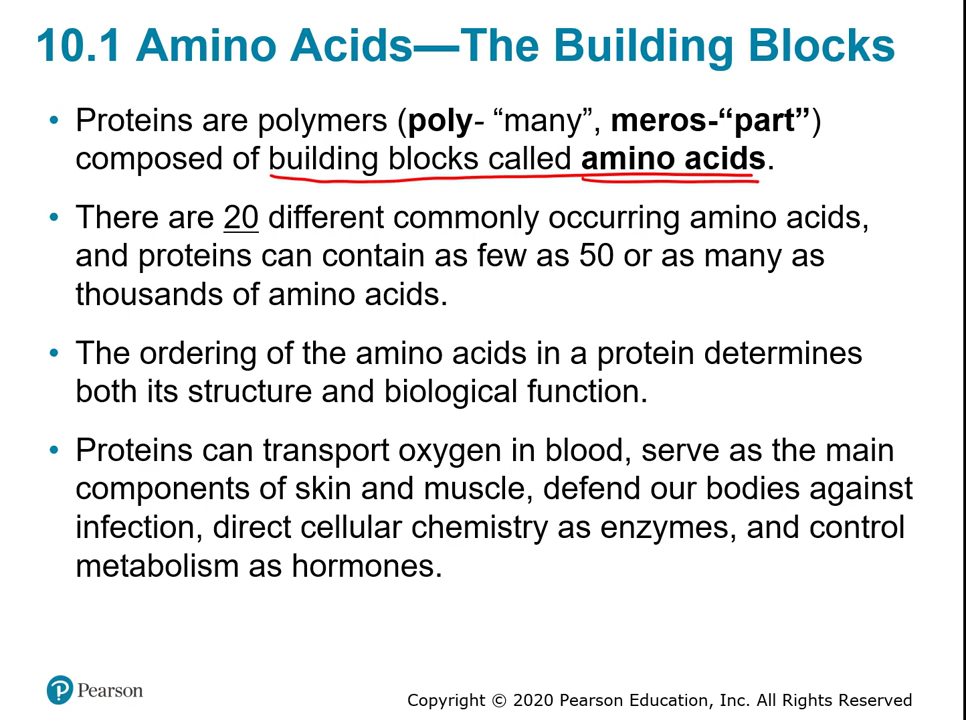 10.1 Amino Acids—The Building Blocks
• Proteins are polymers (poly- “many”, meros-“part”)
composed of building blocks called amino acids.
• There are 20 different commonly occurring amino acids,
and proteins can contain as few as 50 or as many as
thousands of amino acids.
• The ordering of the amino acids in a protein determines
both its structure and biological function.
• Proteins can transport oxygen in blood, serve as the main
components of skin and muscle, defend our bodies against
infection, direct cellular chemistry as enzymes, and control
metabolism as hormones.
P Pearson
Copyright © 2020 Pearson Education, Inc. All Rights Reserved